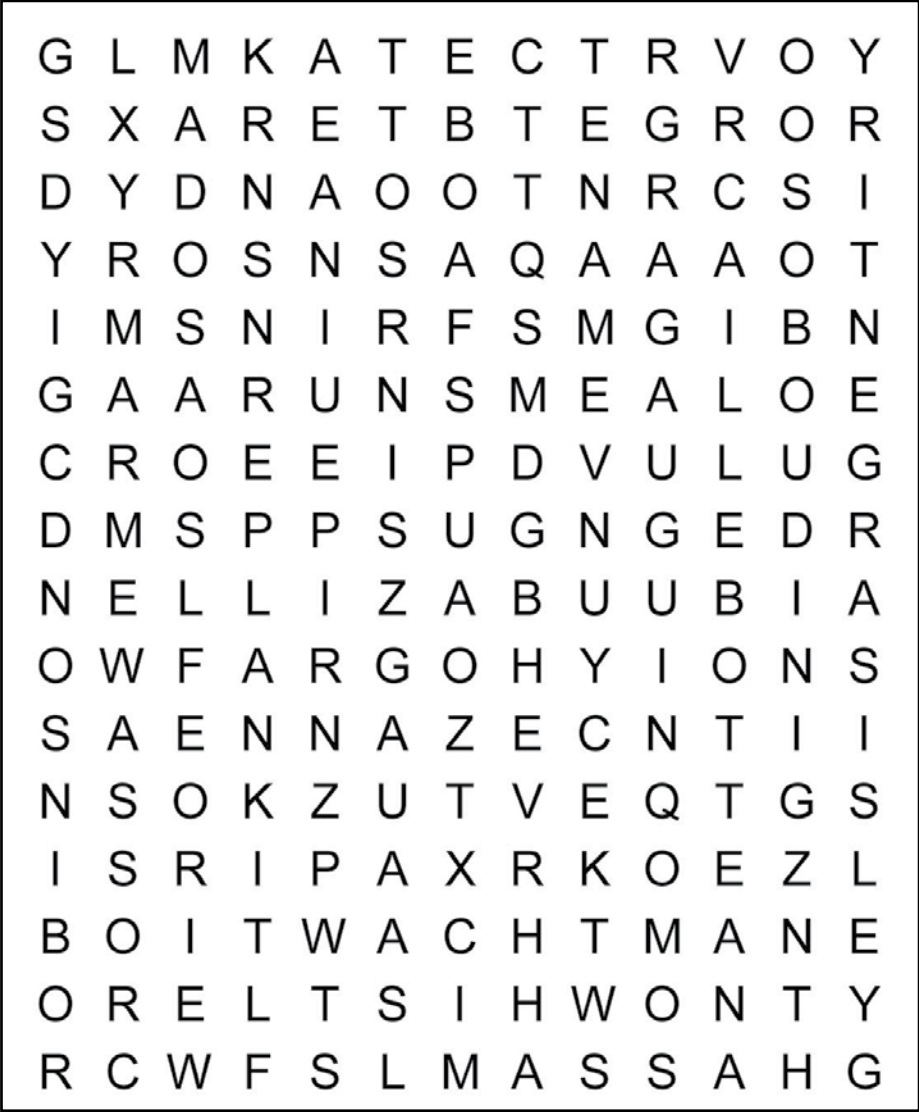 G L M K A T E C T R V O Y
S X A R E T B T E G R O R
D Y D N A O O T N R C S I
Y R O S N S A Q A A A O T
I M S N I R F S M G I B N
G A A R U N S M E A L O E
C R O E E I P D V U L U G
D M S P P S U G N G E D R
N E L L I Z A B U U B I A
O W F A R G O H Y I O N S
S A E N N A Z E C N T I I
N S O K Z U T V E Q T G S
I S R I P A X R K O E Z L
B O I T W A C H T M A N E
O R E L T S I H W O N T Y
R C W F S L M A S S A H G